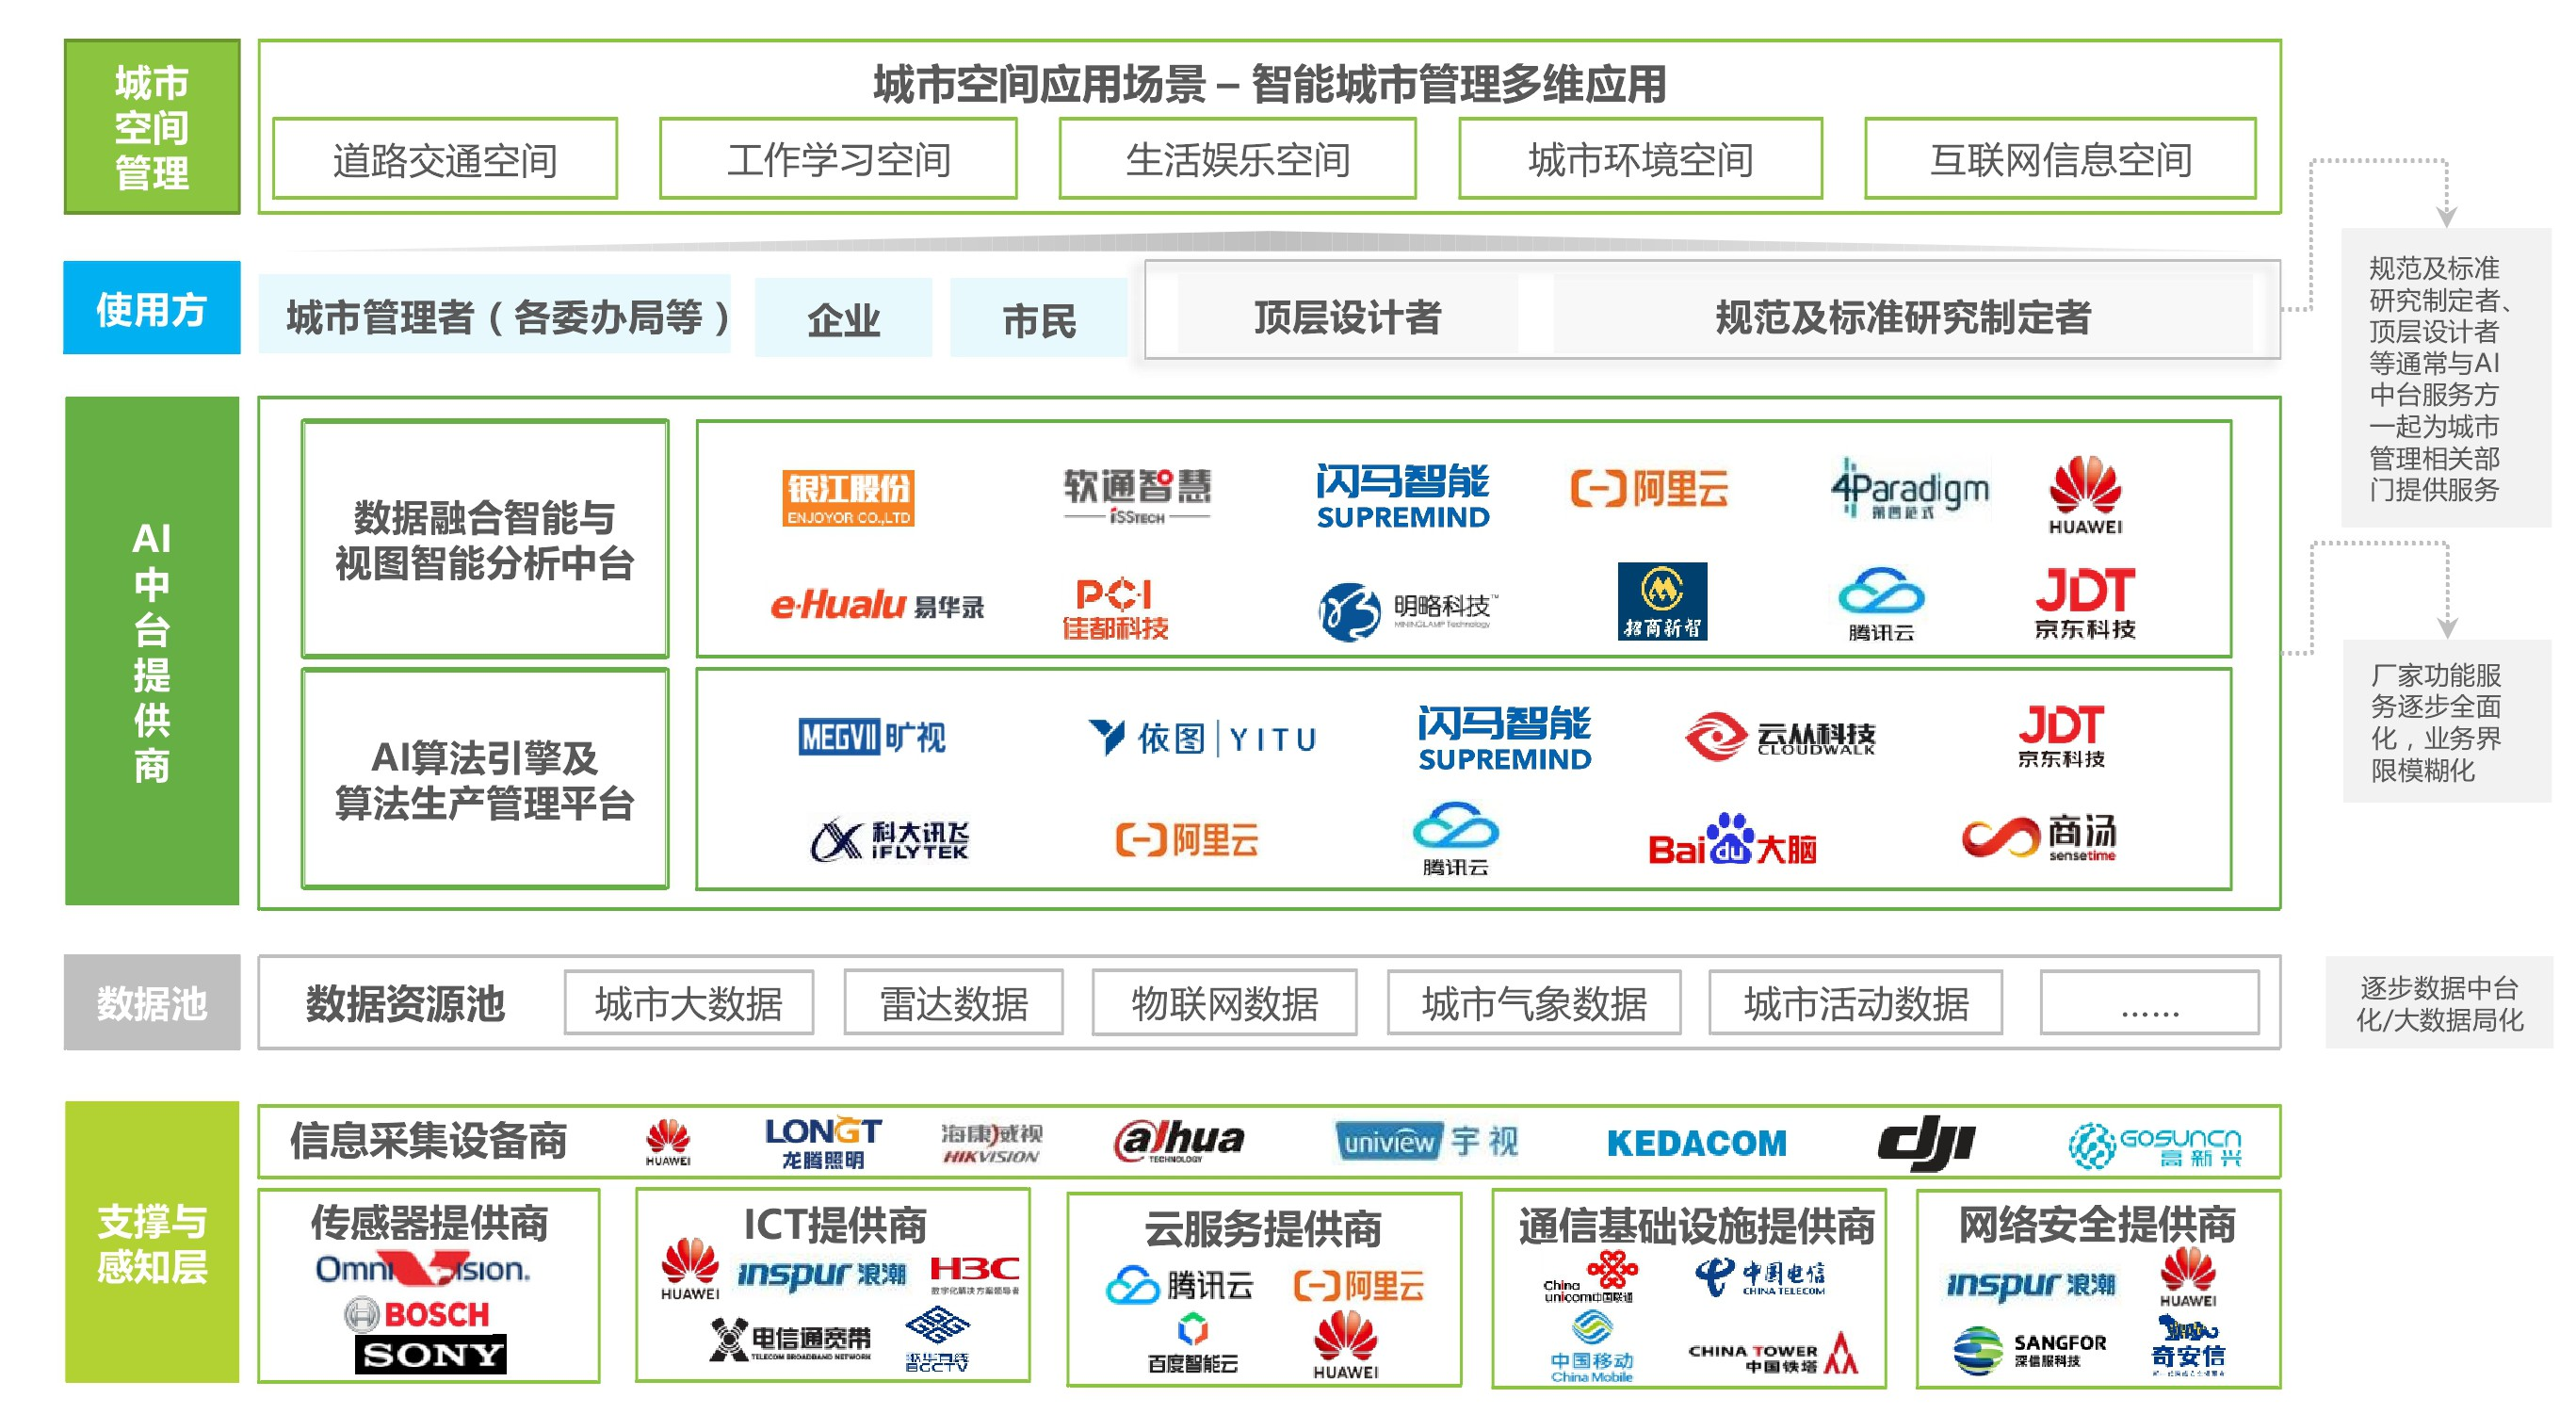 城市
空间
管理
城市空间应用场景 – 智能城市管理多维应用
道路交通空间
工作学习空间
生活娱乐空间
城市环境空间
互联网信息空间
使用方
城市管理者（各委办局等）
企业
市民
顶层设计者
规范及标准研究制定者
规范及标准
研究制定者、
顶层设计者
等通常与AI
中台服务方
一起为城市
管理相关部
门提供服务
AI
中
台
提
供
商
数据融合智能与
视图智能分析中台
银江股份
ENJOYOR CO.,LTD
软通智慧
iSSTECH
闪马智能
SUPREMIND
阿里云
4Paradigm
第四范式
HUAWEI
e-Hualu 易华录
PCI
佳都科技
明略科技™
MININGLAMP Technology
招商新智
腾讯云
JDT
京东科技
AI算法引擎及
算法生产管理平台
MEGVII 旷视
依图 | YITU
闪马智能
SUPREMIND
云从科技
CLOUDWALK
JDT
京东科技
科大讯飞
iFLYTEK
阿里云
腾讯云
Bai du 大脑
商汤
sensetime
厂家功能服
务逐步全面
化，业务界
限模糊化
数据池
数据资源池
城市大数据
雷达数据
物联网数据
城市气象数据
城市活动数据
……
逐步数据中台
化/大数据局化
支撑与
感知层
信息采集设备商
HUAWEI
LONGT
龙腾照明
海康威视
HIKVISION
alhua
TECHNOLOGY
uniview 宇视
KEDACOM
dji
GOSUNCN
高新兴
传感器提供商
OmniVision.
BOSCH
SONY
ICT提供商
HUAWEI
inspur 浪潮
H3C
数字化解决方案领导者
电信通宽带
TELECOM BROADBAND NETWORK
BGCTV
云服务提供商
腾讯云
阿里云
百度智能云
HUAWEI
通信基础设施提供商
China
unicom中国联通
中国电信
CHINA TELECOM
中国移动
China Mobile
CHINA TOWER
中国铁塔
网络安全提供商
inspur 浪潮
HUAWEI
SANGFOR
深信服科技
奇安信